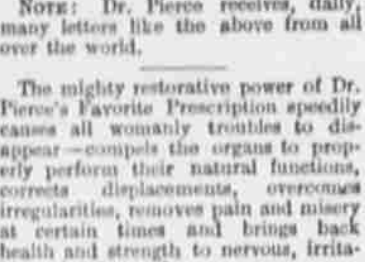 NOTE: Dr. Pierce receives, daily,
many letters like the above from all
over the world.
The mighty restorative power of Dr.
Pierce's Favorite Prescription speedily
causes all womanly troubles to dis-
appear—compels the organs to prop-
erly perform their natural functions,
corrects displacements, overcomes
irregularities, removes pain and misery
at certain times and brings back
health and strength to nervous, irrita-